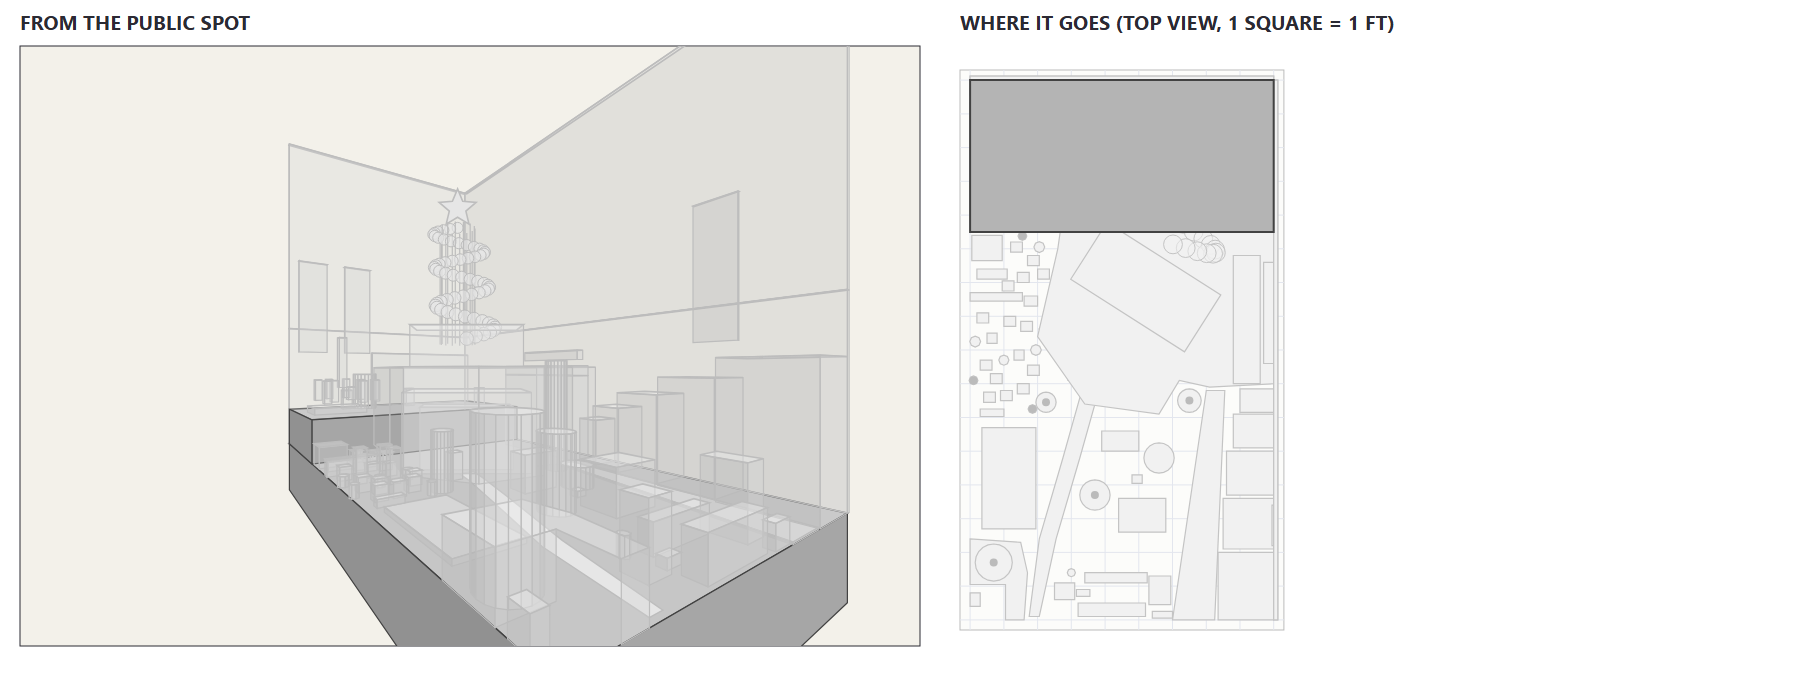 FROM THE PUBLIC SPOT
WHERE IT GOES (TOP VIEW, 1 SQUARE = 1 FT)